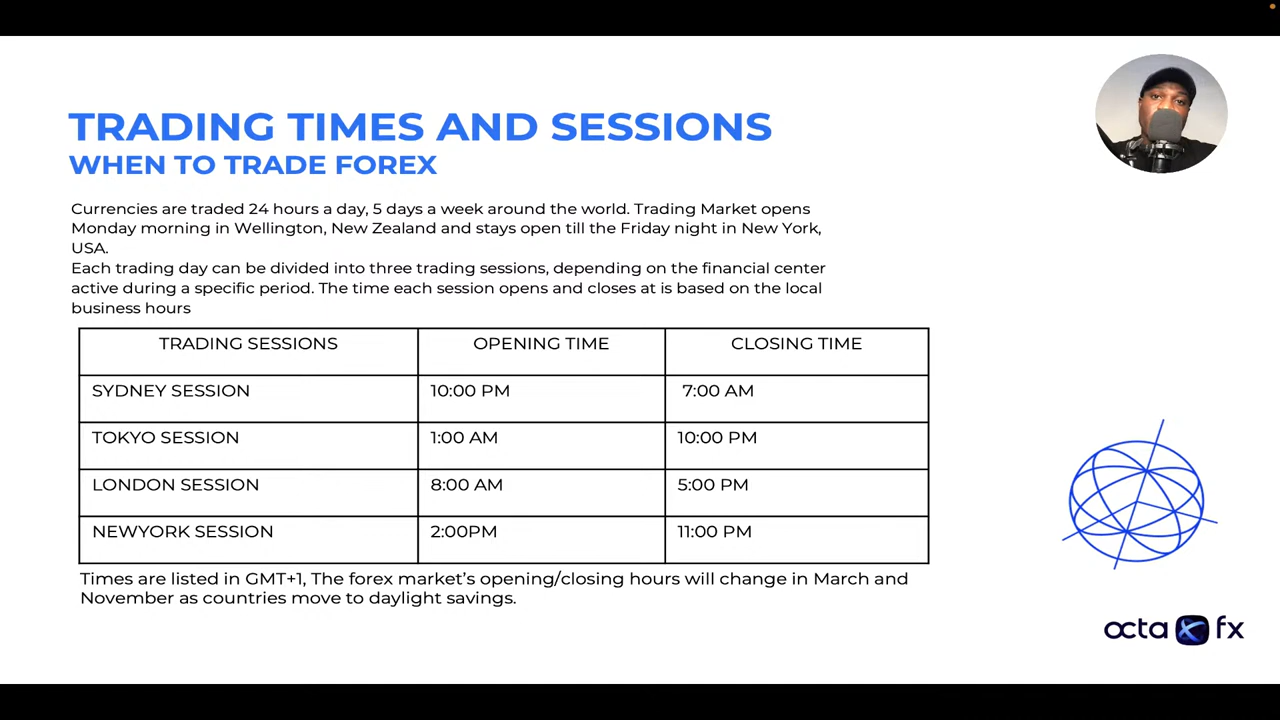 TRADING TIMES AND SESSIONS
WHEN TO TRADE FOREX
Currencies are traded 24 hours a day, 5 days a week around the world. Trading Market opens
Monday morning in Wellington, New Zealand and stays open till the Friday night in New York,
USA.
Each trading day can be divided into three trading sessions, depending on the financial center
active during a specific period. The time each session opens and closes at is based on the local
business hours
TRADING SESSIONS OPENING TIME CLOSING TIME
SYDNEY SESSION 10:00 PM 7:00 AM
TOKYO SESSION 1:00 AM 10:00 PM
LONDON SESSION 8:00 AM 5:00 PM
NEWYORK SESSION 2:00PM 11:00 PM
Times are listed in GMT+1, The forex market's opening/closing hours will change in March and
November as countries move to daylight savings.
octa fx